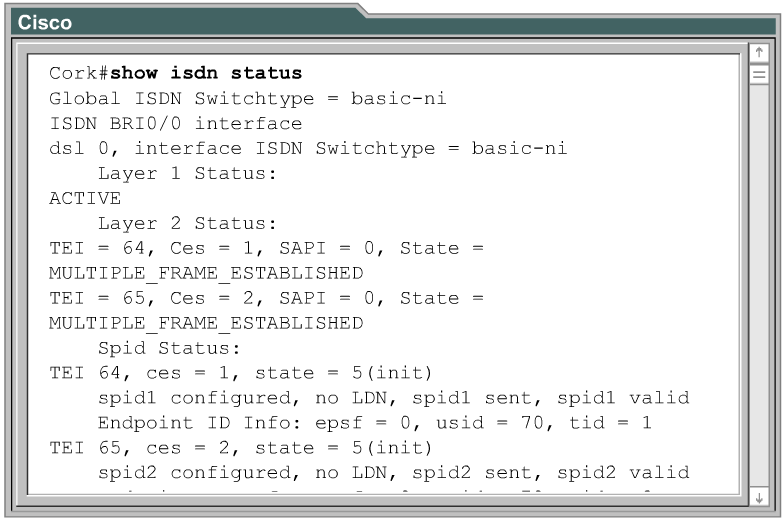 Cisco
Cork#show isdn status
Global ISDN Switchtype = basic-ni
ISDN BRI0/0 interface
dsl 0, interface ISDN Switchtype = basic-ni
Layer 1 Status:
ACTIVE
Layer 2 Status:
TEI = 64, Ces = 1, SAPI = 0, State =
MULTIPLE_FRAME_ESTABLISHED
TEI = 65, Ces = 2, SAPI = 0, State =
MULTIPLE_FRAME_ESTABLISHED
Spid Status:
TEI 64, ces = 1, state = 5(init)
spid1 configured, no LDN, spid1 sent, spid1 valid
Endpoint ID Info: epsf = 0, usid = 70, tid = 1
TEI 65, ces = 2, state = 5(init)
spid2 configured, no LDN, spid2 sent, spid2 valid